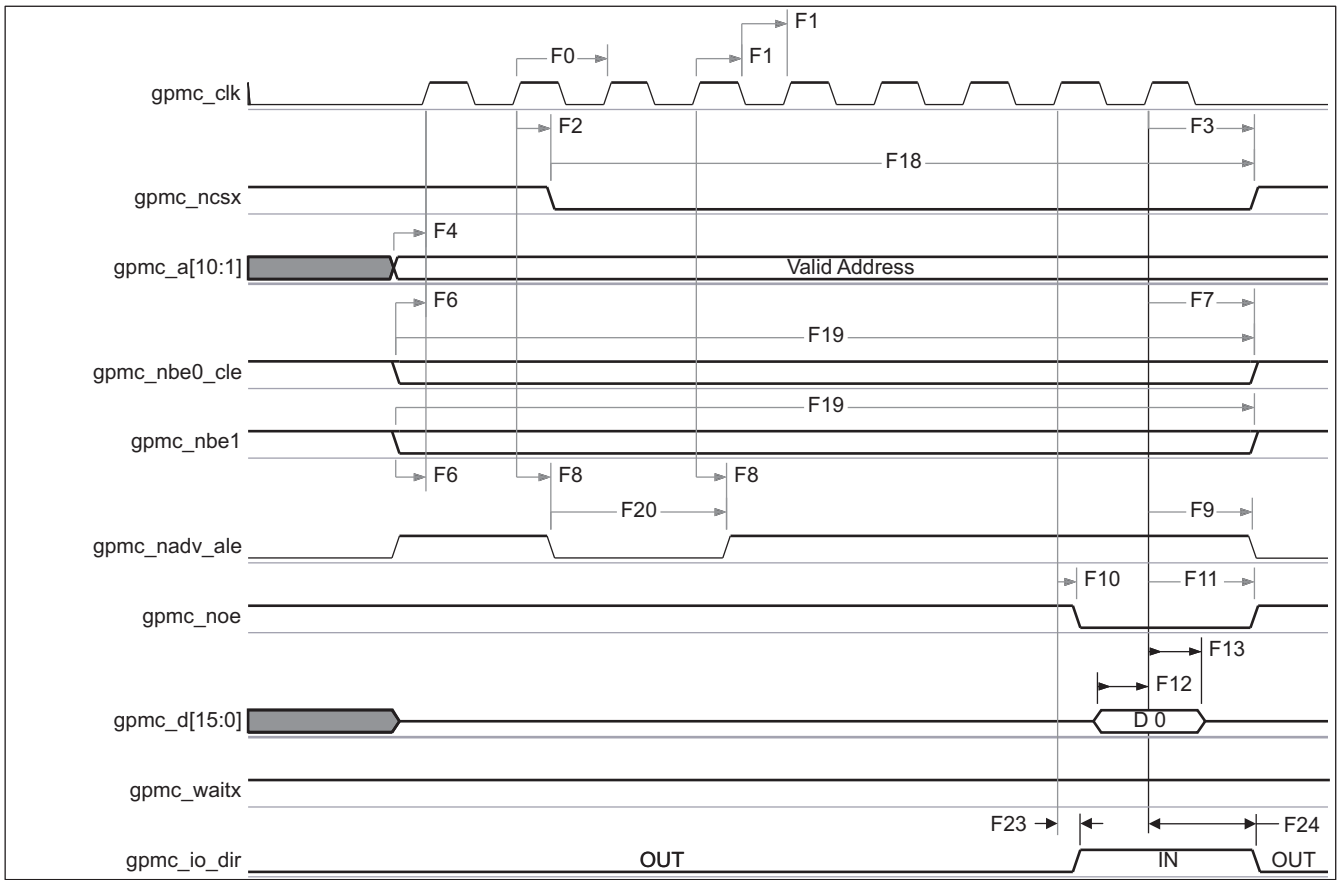 F1
F0
F1
gpmc_clk
F2
F3
F18
gpmc_ncsx
F4
gpmc_a[10:1]
Valid Address
F6
F7
F19
gpmc_nbe0_cle
F19
gpmc_nbe1
F6
F8
F8
F20
F9
gpmc_nadv_ale
F10
F11
gpmc_noe
F13
F12
gpmc_d[15:0]
D 0
gpmc_waitx
F23
F24
gpmc_io_dir
OUT
IN
OUT